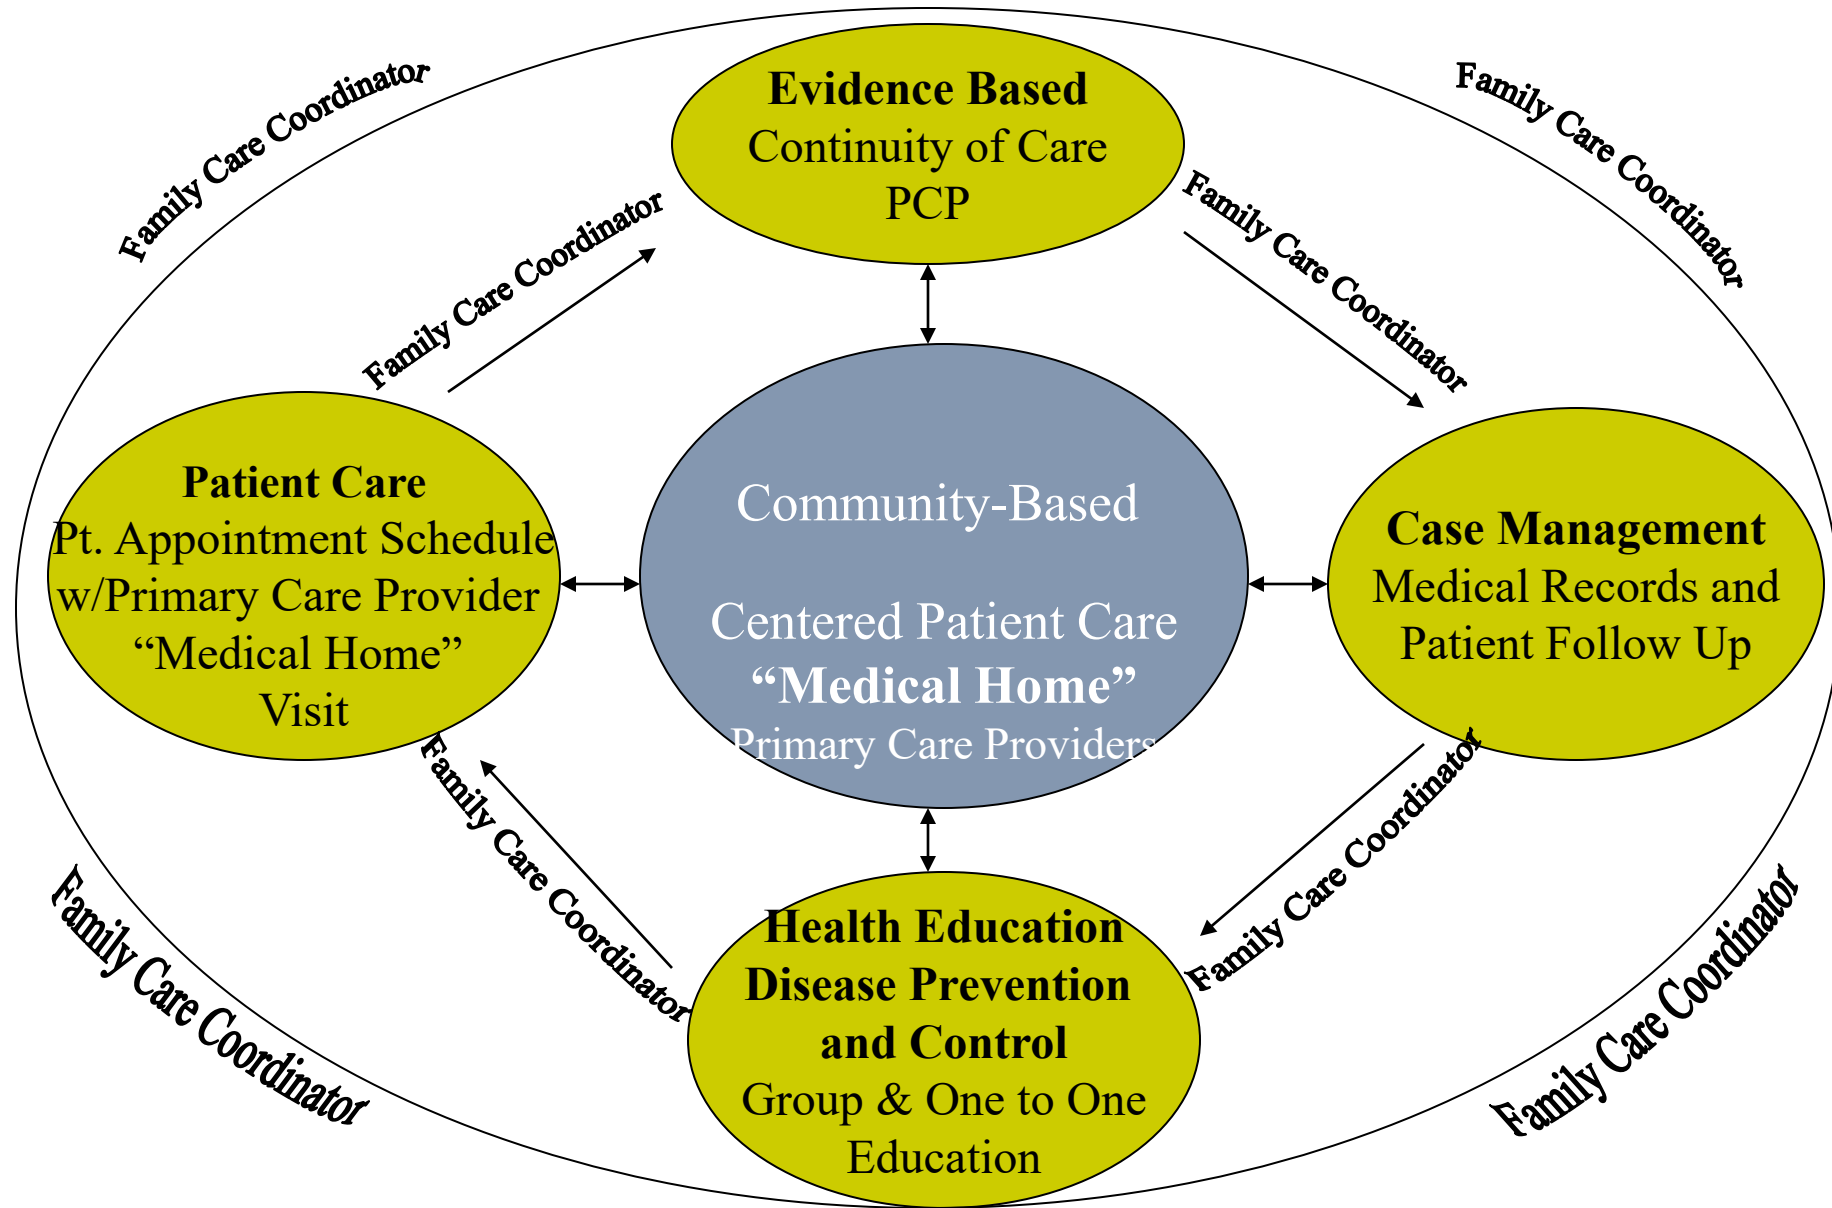 Family Care Coordinator
Family Care Coordinator
Evidence Based
Continuity of Care
PCP
Family Care Coordinator
Family Care Coordinator
Patient Care
Pt. Appointment Schedule
w/Primary Care Provider
“Medical Home”
Visit
Community-Based
Centered Patient Care
“Medical Home”
Primary Care Providers
Case Management
Medical Records and
Patient Follow Up
Family Care Coordinator
Family Care Coordinator
Health Education
Disease Prevention
and Control
Group & One to One
Education
Family Care Coordinator
Family Care Coordinator